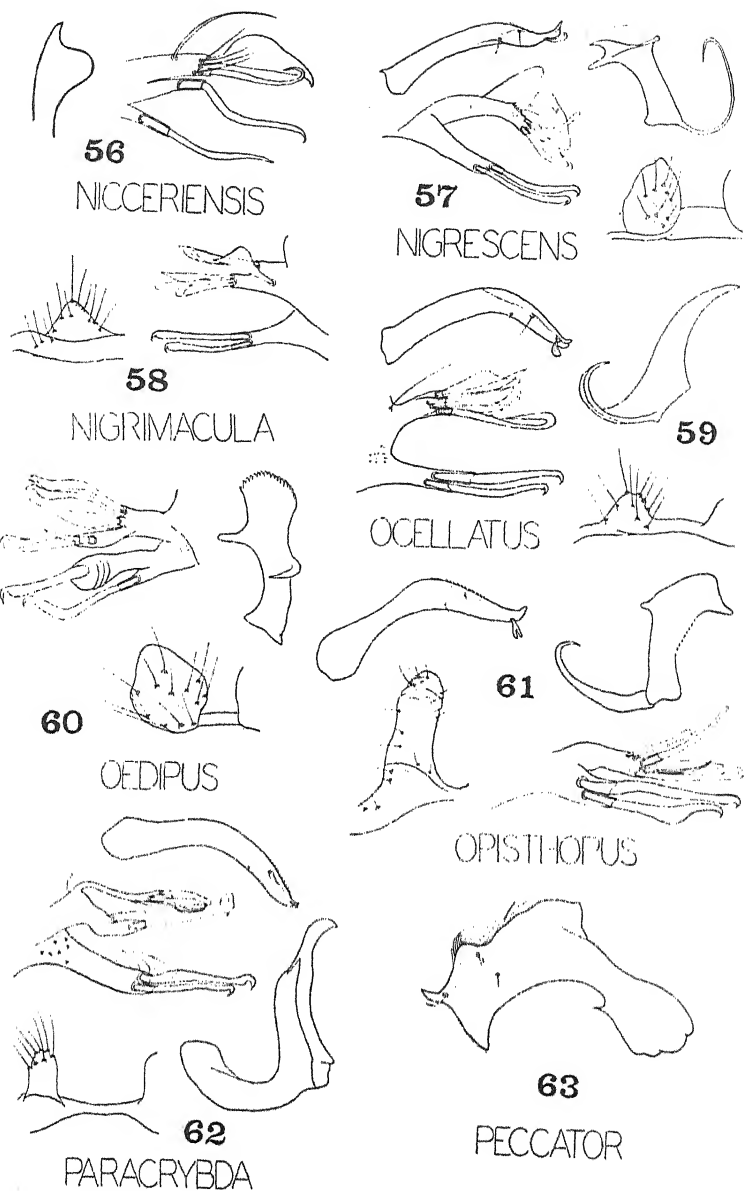 56
NICCERIENSIS
57
NIGRESCENS
58
NIGRIMACULA
59
OCELLATUS
60
OEDIPUS
61
OPISTHOPUS
62
PARACRYBDA
63
PECCATOR